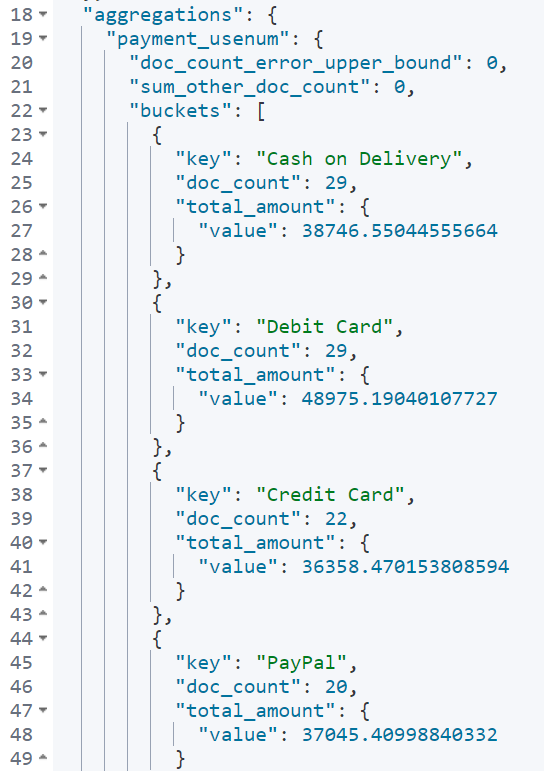 18 "aggregations": {
19 "payment_usenum": {
20 "doc_count_error_upper_bound": 0,
21 "sum_other_doc_count": 0,
22 "buckets": [
23 {
24 "key": "Cash on Delivery",
25 "doc_count": 29,
26 "total_amount": {
27 "value": 38746.55044555664
28 }
29 },
30 {
31 "key": "Debit Card",
32 "doc_count": 29,
33 "total_amount": {
34 "value": 48975.19040107727
35 }
36 },
37 {
38 "key": "Credit Card",
39 "doc_count": 22,
40 "total_amount": {
41 "value": 36358.470153808594
42 }
43 },
44 {
45 "key": "PayPal",
46 "doc_count": 20,
47 "total_amount": {
48 "value": 37045.40998840332
49 }